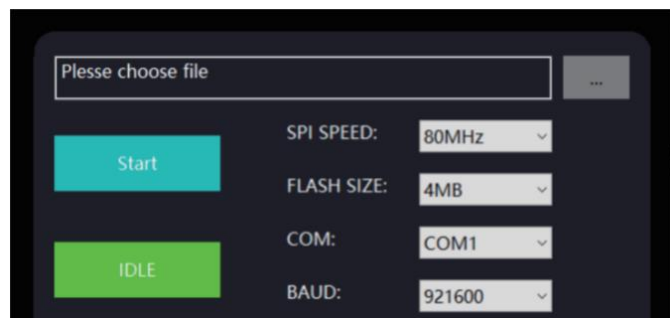 Plesse choose file
...
SPI SPEED: 80MHz
Start
FLASH SIZE: 4MB
COM: COM1
IDLE
BAUD: 921600